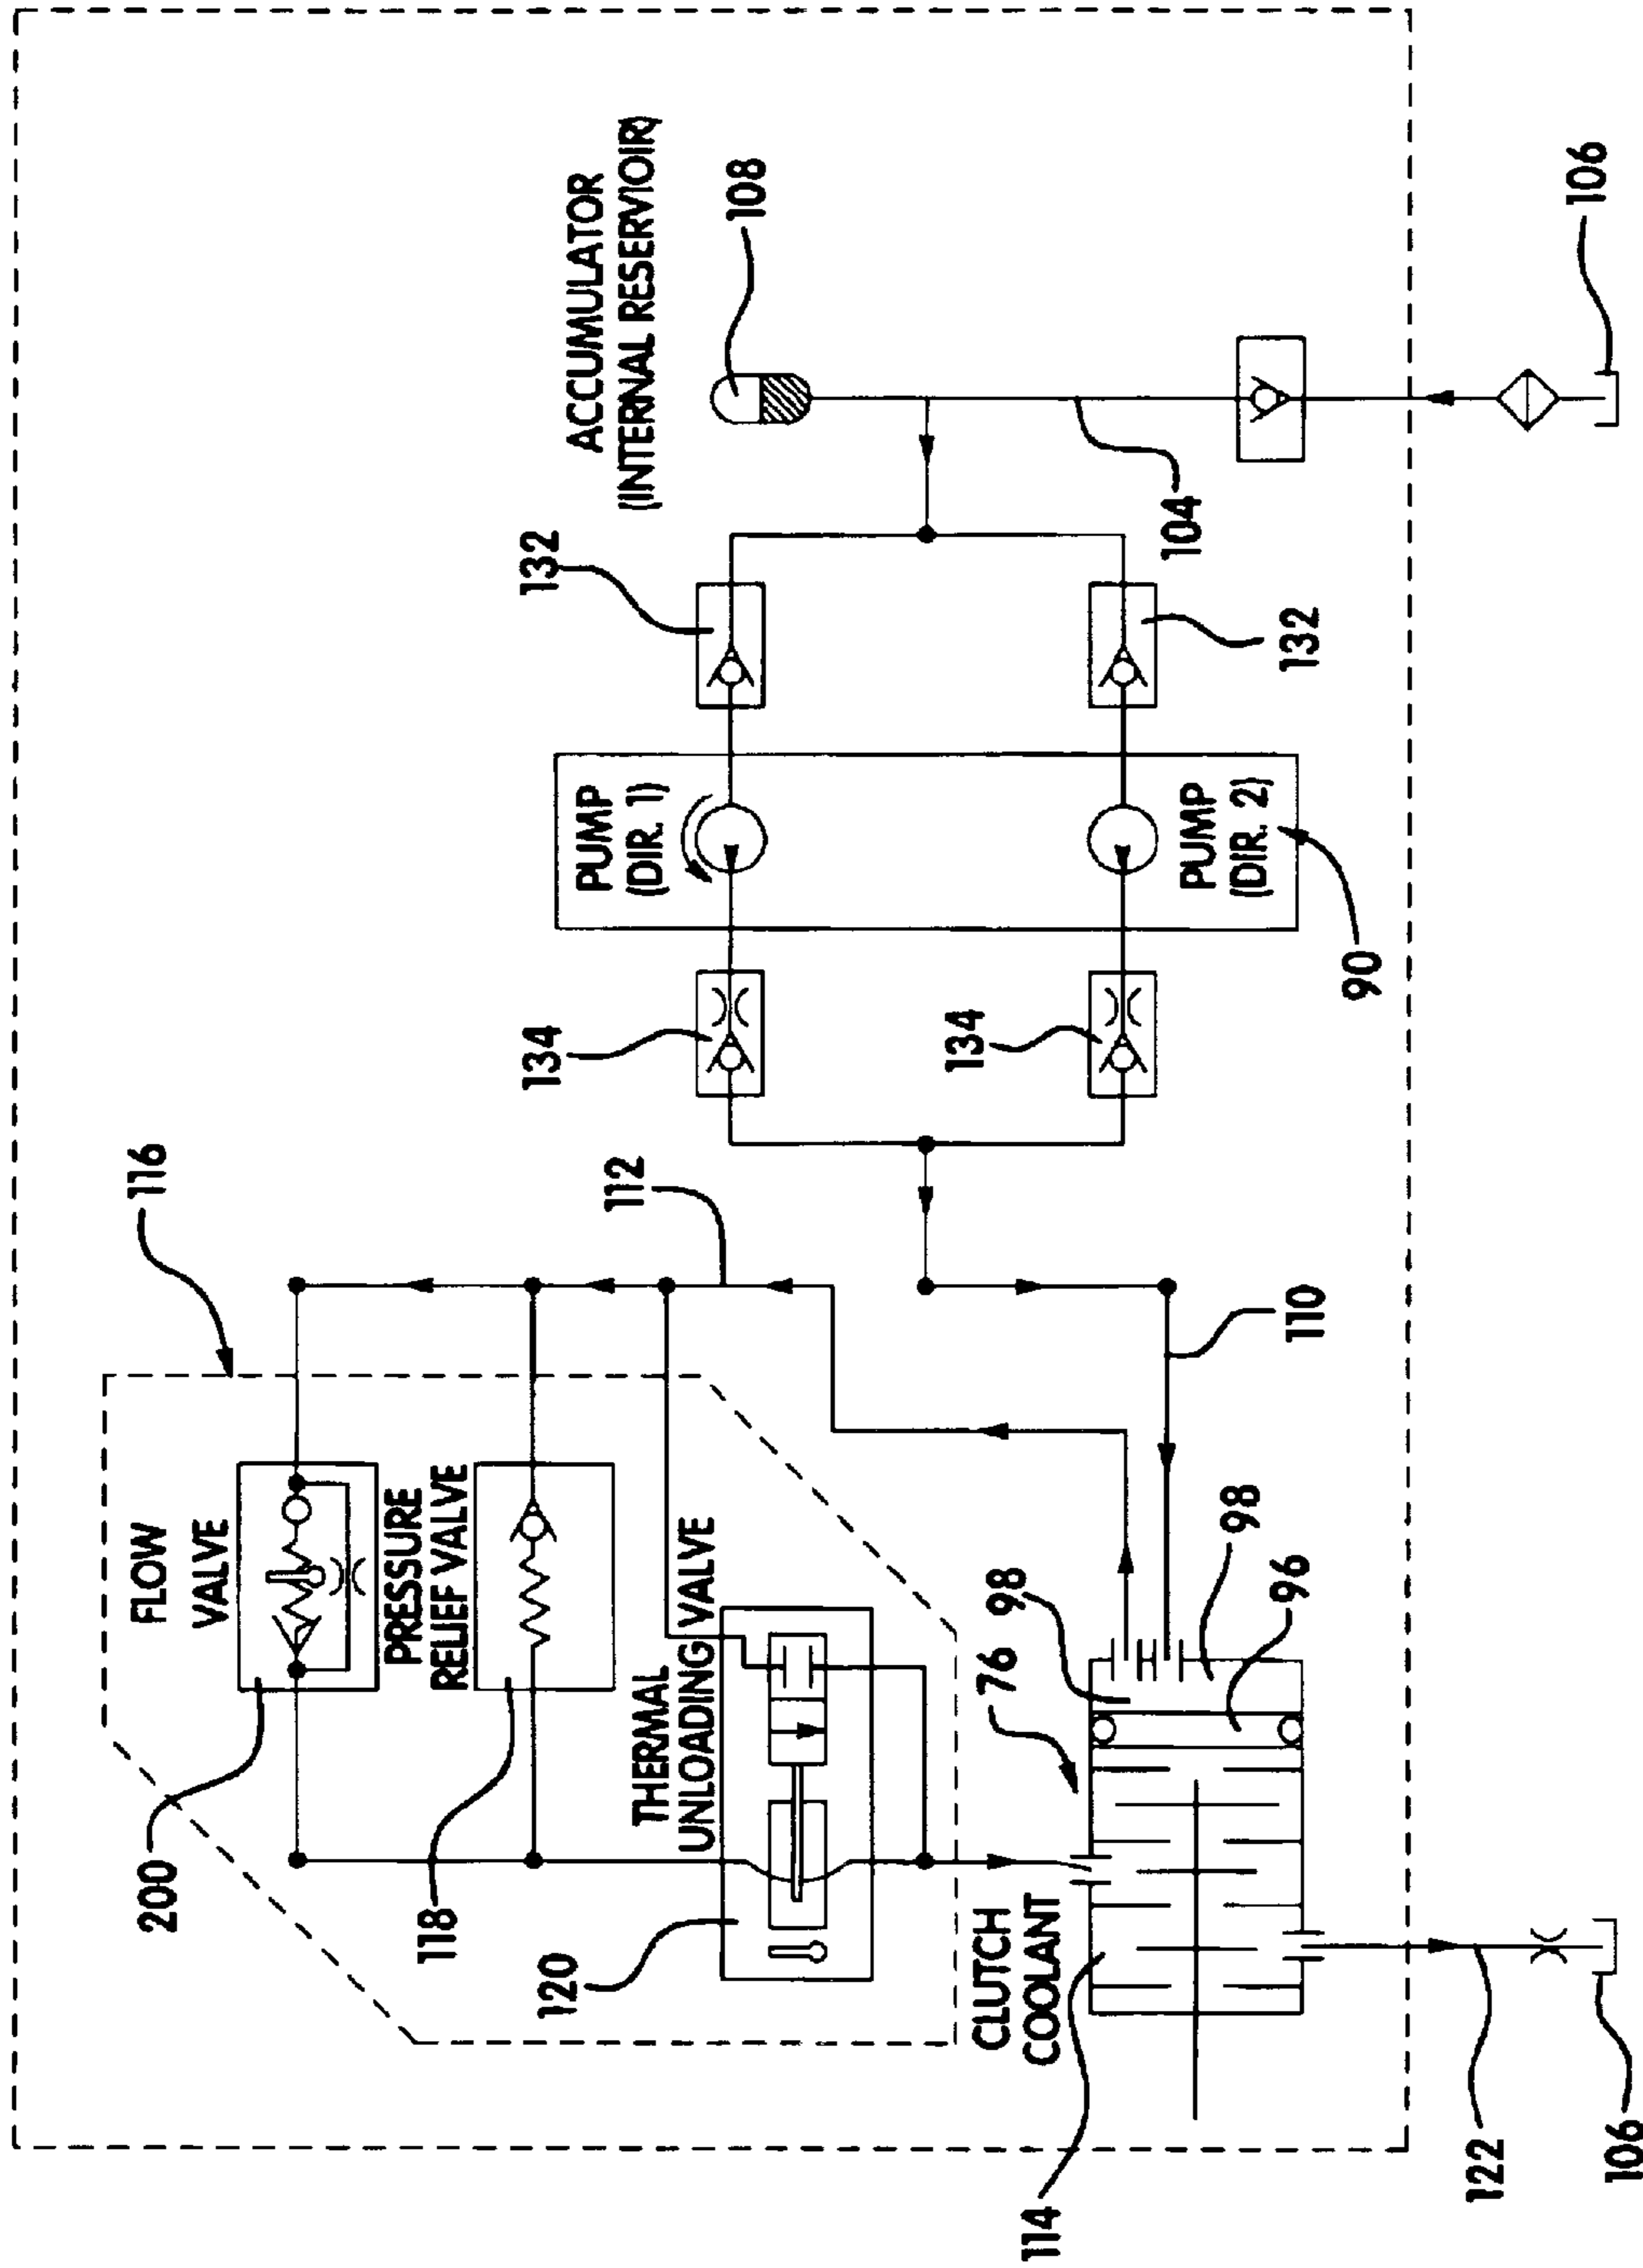 116
FLOW
VALVE
200
PRESSURE
RELIEF VALVE
118
THERMAL
UNLOADING VALVE
120
112
134
132
PUMP
(DIR. 1)
ACCUMULATOR
(INTERNAL RESERVIOIR)
108
CLUTCH
COOLANT
114
76
98
98
96
110
134
PUMP
(DIR. 2)
90
132
104
122
106
106